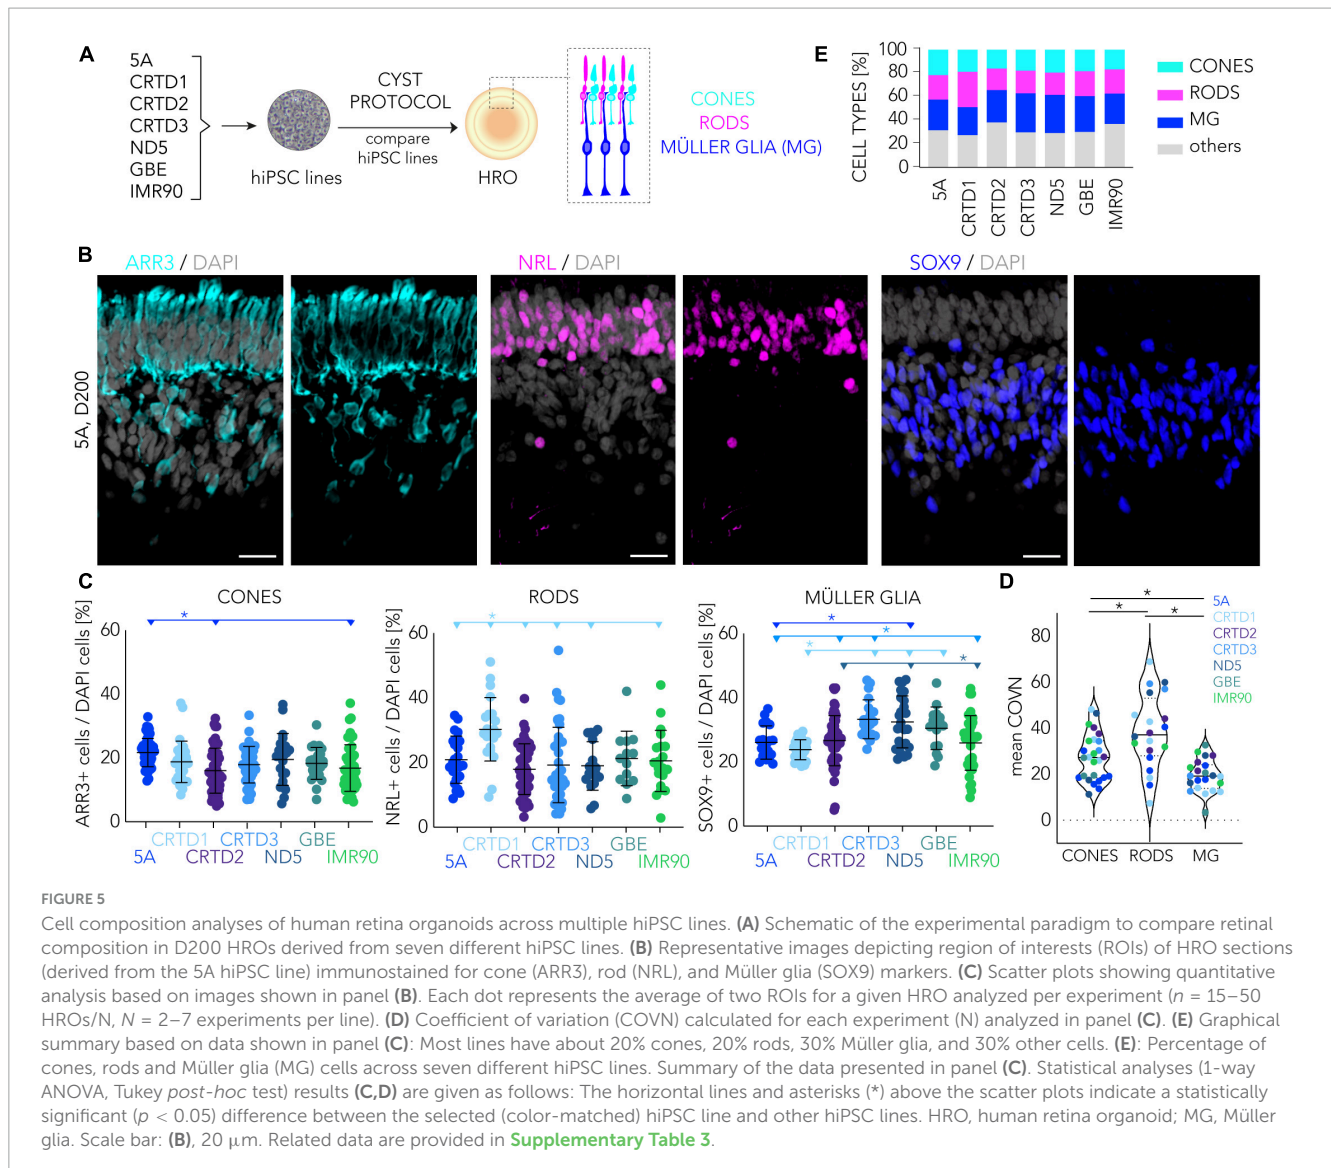 A
5A
CRTD1
CRTD2
CRTD3
ND5
GBE
IMR90
hiPSC lines
CYST
PROTOCOL
compare
hiPSC lines
HRO
CONES
RODS
MÜLLER GLIA (MG)
E
CELL TYPES [%]
100
80
60
40
20
0
5A
CRTD1
CRTD2
CRTD3
ND5
GBE
IMR90
CONES
RODS
MG
others
B
5A, D200
ARR3 / DAPI
NRL / DAPI
SOX9 / DAPI
C
CONES
ARR3+ cells / DAPI cells [%]
60
40
20
0
*
CRTD1 CRTD3 GBE
5A CRTD2 ND5 IMR90
RODS
NRL+ cells / DAPI cells [%]
60
40
20
0
*
CRTD1 CRTD3 GBE
5A CRTD2 ND5 IMR90
MÜLLER GLIA
SOX9+ cells / DAPI cells [%]
60
40
20
0
*
*
*
*
CRTD1 CRTD3 GBE
5A CRTD2 ND5 IMR90
D
mean COVN
80
60
40
20
0
*
* *
CONES RODS MG
5A
CRTD1
CRTD2
CRTD3
ND5
GBE
IMR90
FIGURE 5
Cell composition analyses of human retina organoids across multiple hiPSC lines. (A) Schematic of the experimental paradigm to compare retinal
composition in D200 HROs derived from seven different hiPSC lines. (B) Representative images depicting region of interests (ROIs) of HRO sections
(derived from the 5A hiPSC line) immunostained for cone (ARR3), rod (NRL), and Müller glia (SOX9) markers. (C) Scatter plots showing quantitative
analysis based on images shown in panel (B). Each dot represents the average of two ROIs for a given HRO analyzed per experiment (n = 15–50
HROs/N, N = 2–7 experiments per line). (D) Coefficient of variation (COVN) calculated for each experiment (N) analyzed in panel (C). (E) Graphical
summary based on data shown in panel (C): Most lines have about 20% cones, 20% rods, 30% Müller glia, and 30% other cells. (E): Percentage of
cones, rods and Müller glia (MG) cells across seven different hiPSC lines. Summary of the data presented in panel (C). Statistical analyses (1-way
ANOVA, Tukey post-hoc test) results (C,D) are given as follows: The horizontal lines and asterisks (*) above the scatter plots indicate a statistically
significant (p < 0.05) difference between the selected (color-matched) hiPSC line and other hiPSC lines. HRO, human retina organoid; MG, Müller
glia. Scale bar: (B), 20 μm. Related data are provided in Supplementary Table 3.